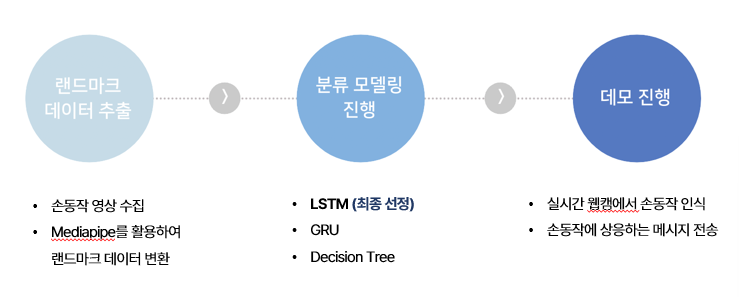 랜드마크
데이터 추출
분류 모델링
진행
데모 진행
• 손동작 영상 수집
• Mediapipe를 활용하여
랜드마크 데이터 변환
• LSTM (최종 선정)
• GRU
• Decision Tree
• 실시간 웹캠에서 손동작 인식
• 손동작에 상응하는 메시지 전송